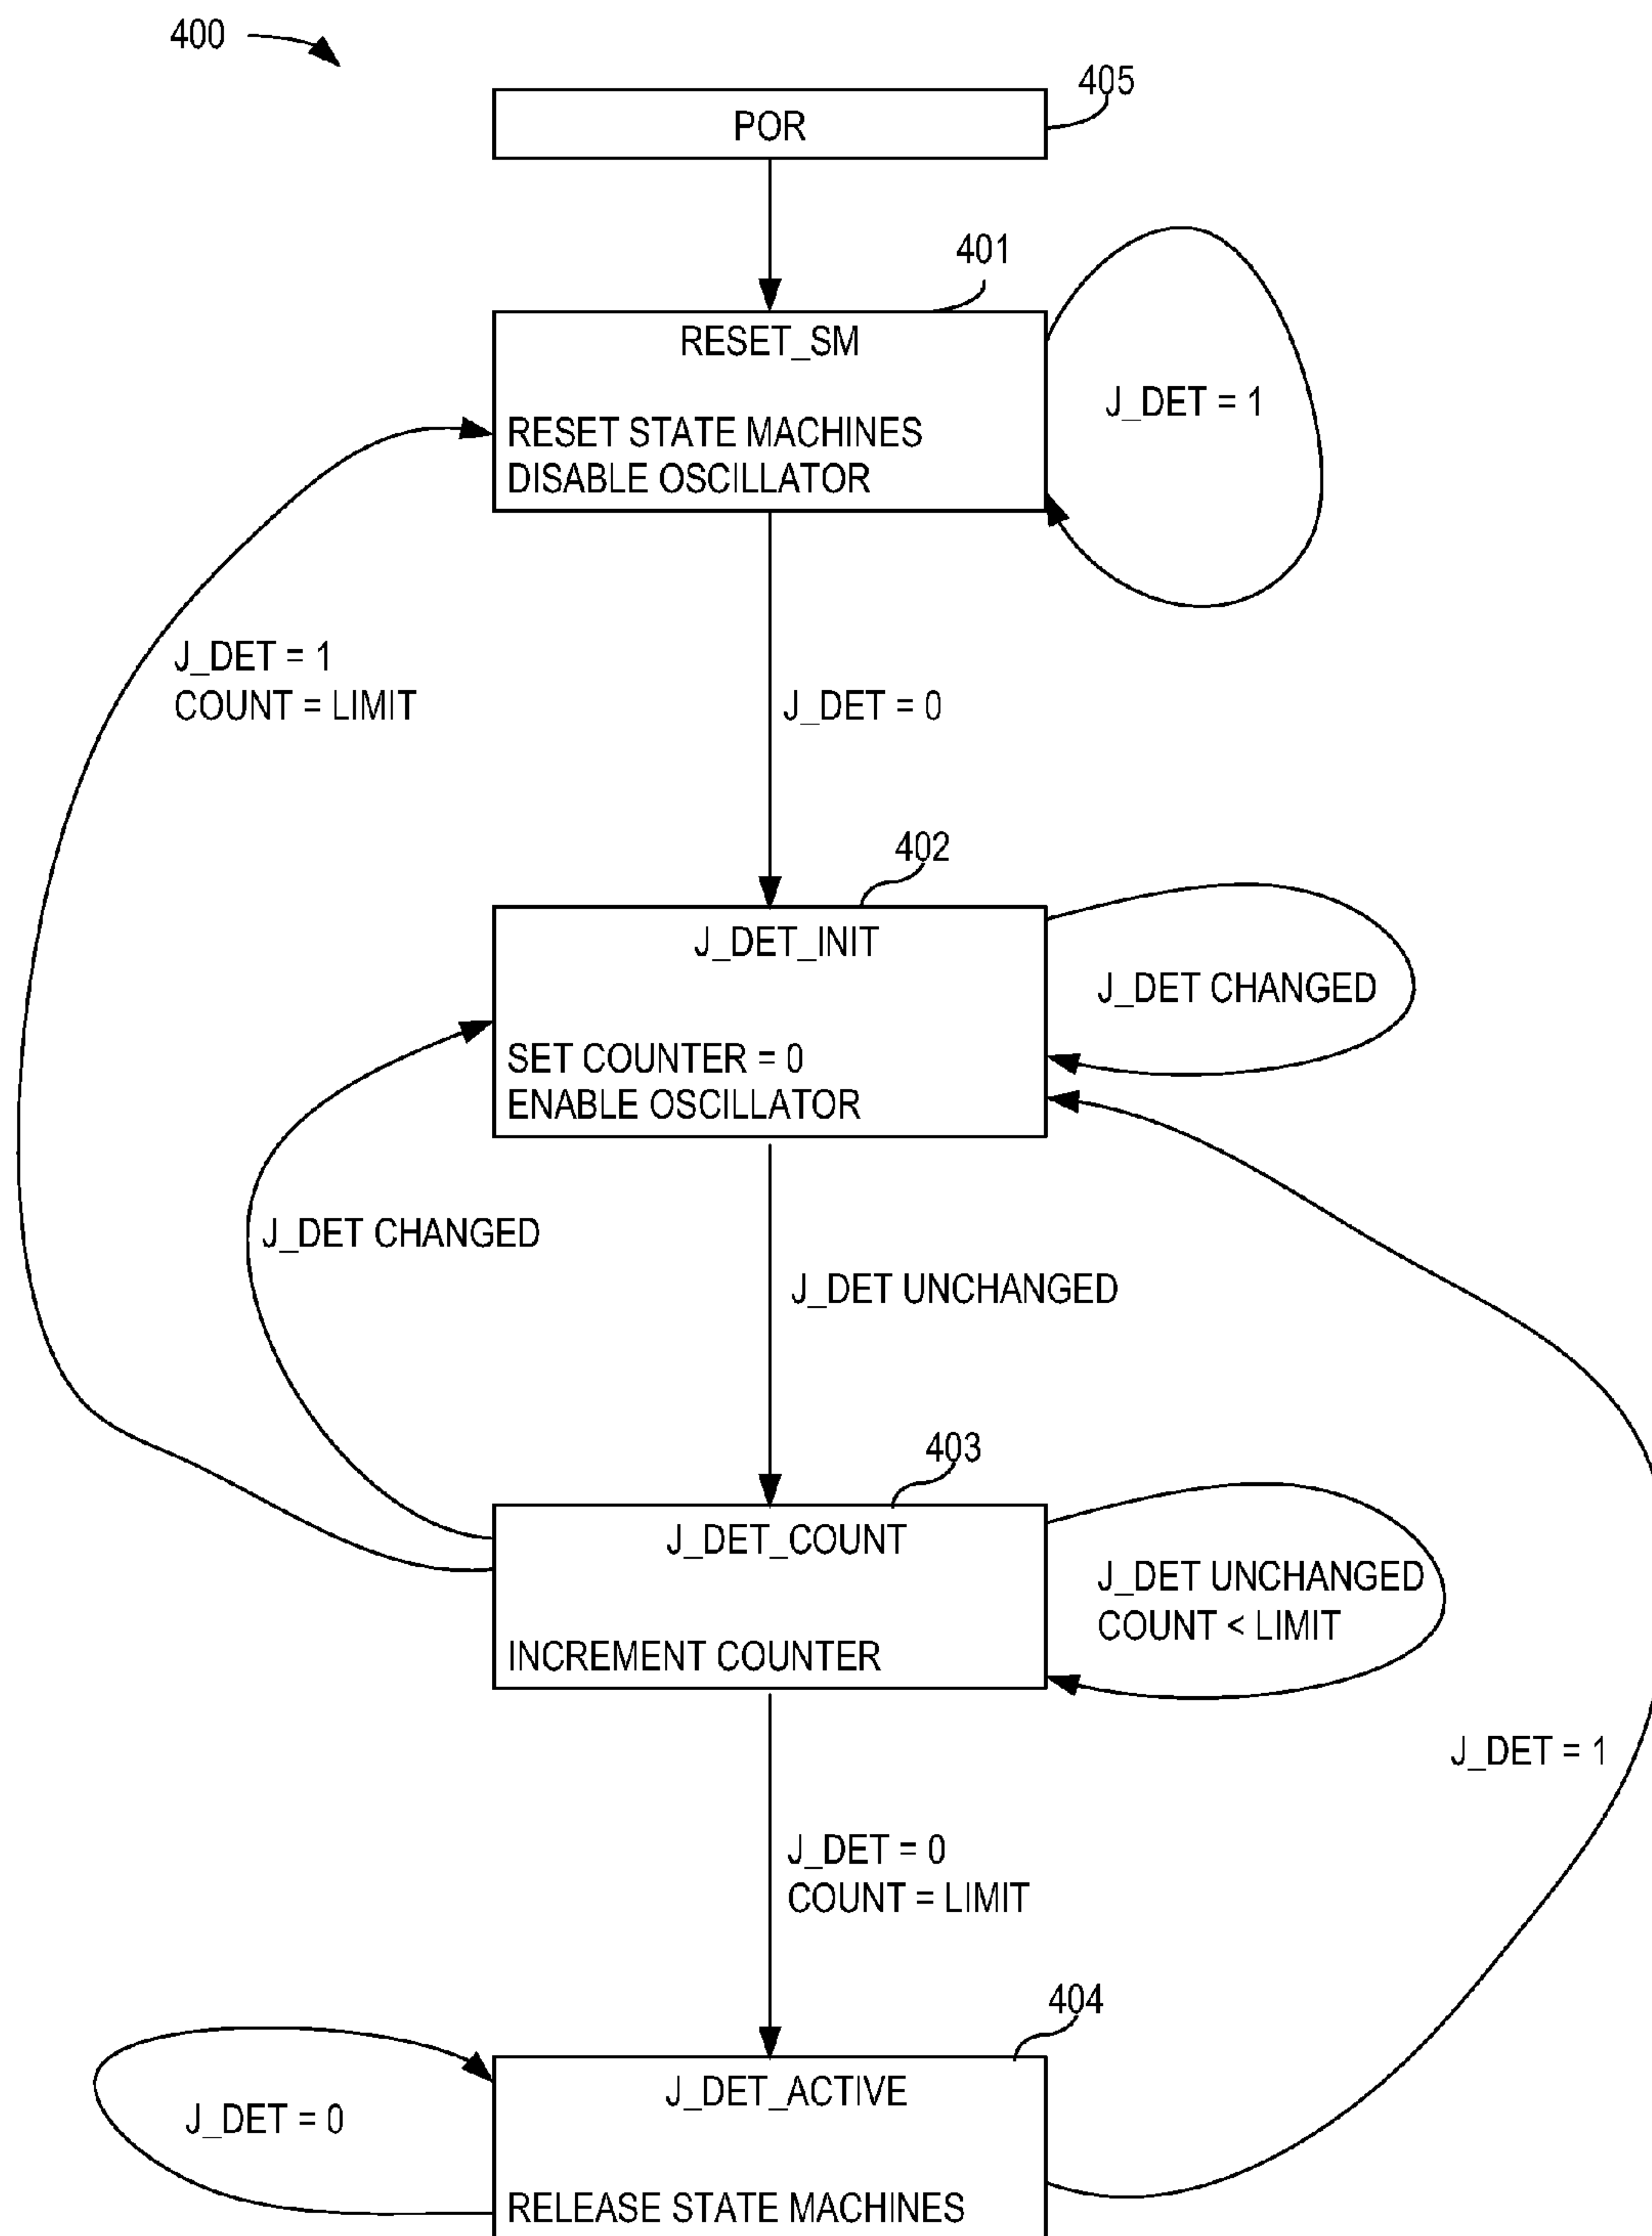 400
405
POR
401
RESET_SM
RESET STATE MACHINES
DISABLE OSCILLATOR
J_DET = 1
J_DET = 1
COUNT = LIMIT
J_DET = 0
402
J_DET_INIT
SET COUNTER = 0
ENABLE OSCILLATOR
J_DET CHANGED
J_DET CHANGED
J_DET UNCHANGED
403
J_DET_COUNT
INCREMENT COUNTER
J_DET UNCHANGED
COUNT < LIMIT
J_DET = 1
J_DET = 0
COUNT = LIMIT
404
J_DET_ACTIVE
RELEASE STATE MACHINES
J_DET = 0